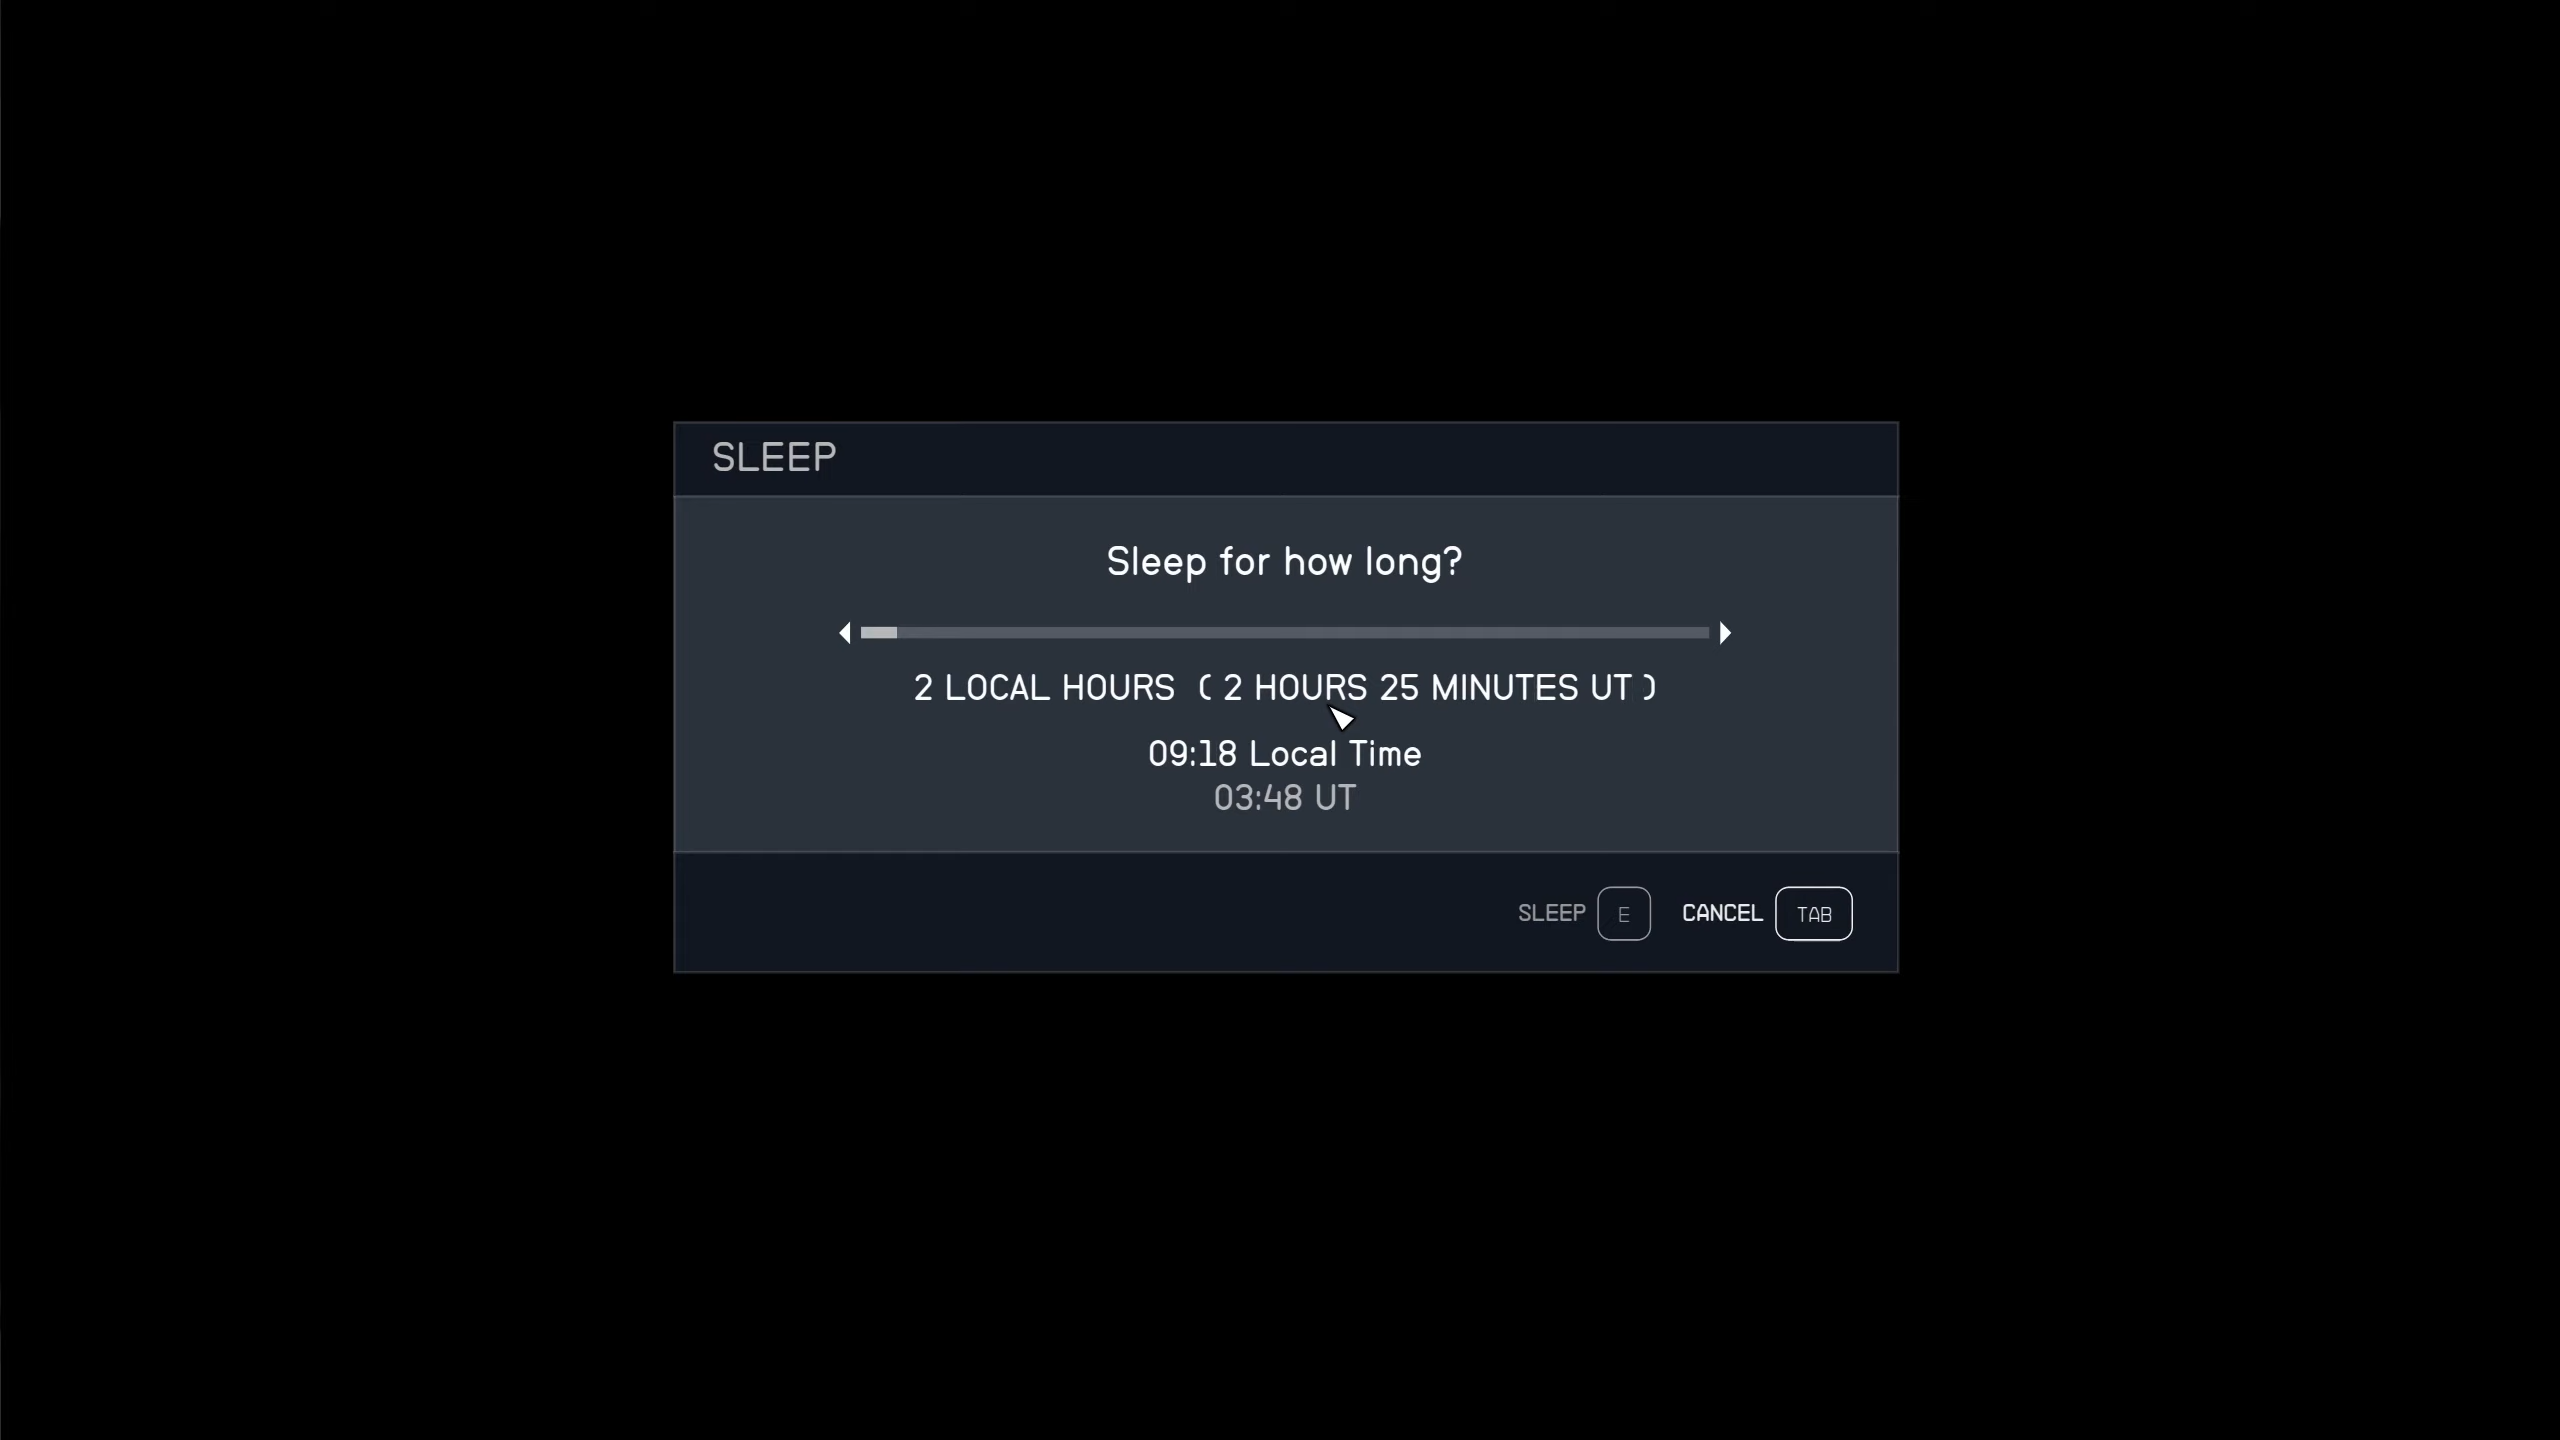 SLEEP
Sleep for how long?
2 LOCAL HOURS ( 2 HOURS 25 MINUTES UT )
09:18 Local Time
03:48 UT
SLEEP E CANCEL TAB